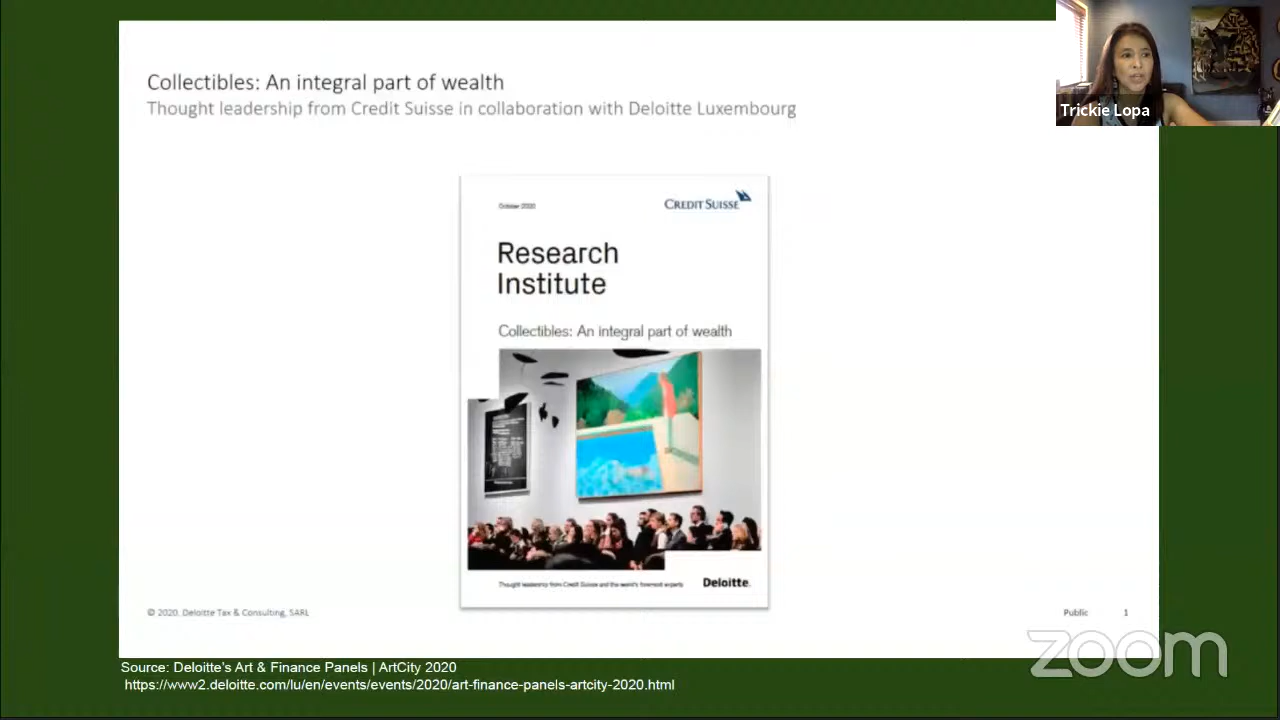 Collectibles: An integral part of wealth
Thought leadership from Credit Suisse in collaboration with Deloitte Luxembourg
Trickie Lopa
October 2020
CREDIT SUISSE
Research
Institute
Collectibles: An integral part of wealth
Thought leadership from Credit Suisse and the world's foremost experts
Deloitte.
© 2020. Deloitte Tax & Consulting, SARL
Public 1
zoom
Source: Deloitte's Art & Finance Panels | ArtCity 2020
https://www2.deloitte.com/lu/en/events/events/2020/art-finance-panels-artcity-2020.html